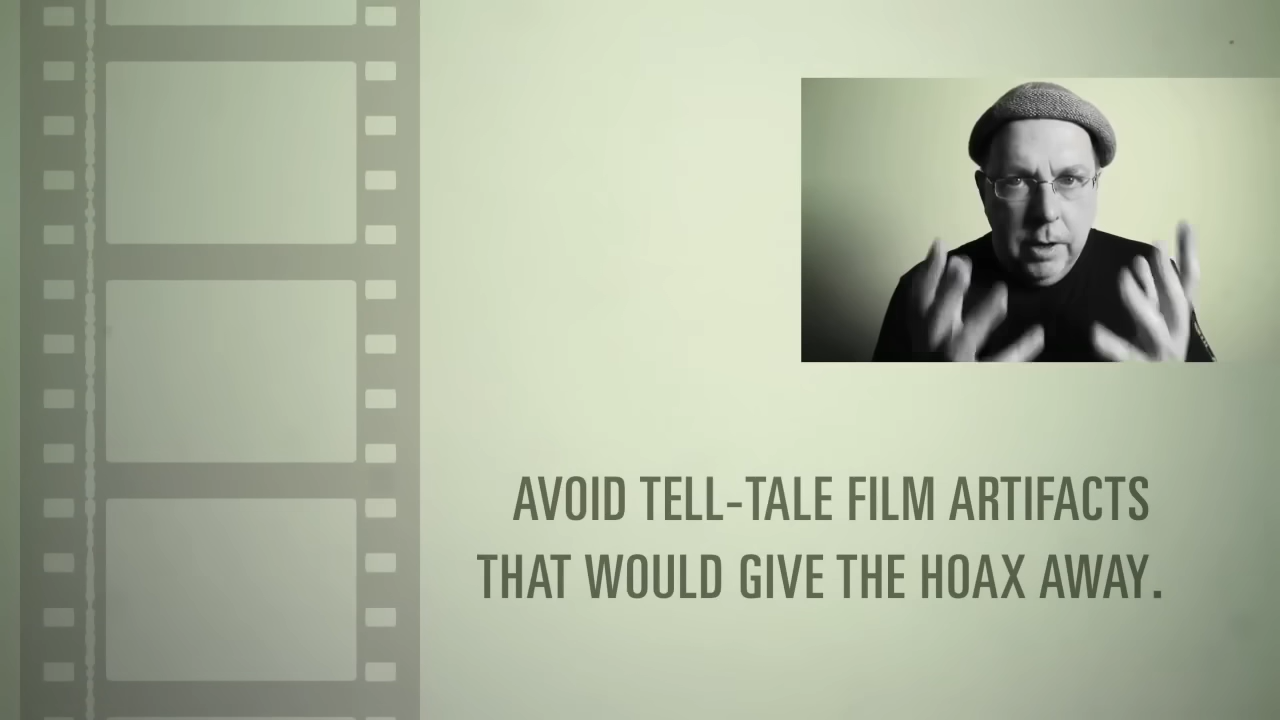 AVOID TELL-TALE FILM ARTIFACTS
THAT WOULD GIVE THE HOAX AWAY.